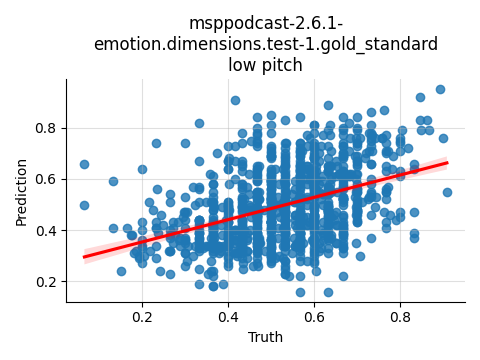 msppodcast-2.6.1-
emotion.dimensions.test-1.gold_standard
low pitch
Prediction
0.8
0.6
0.4
0.2
0.2 0.4 0.6 0.8
Truth